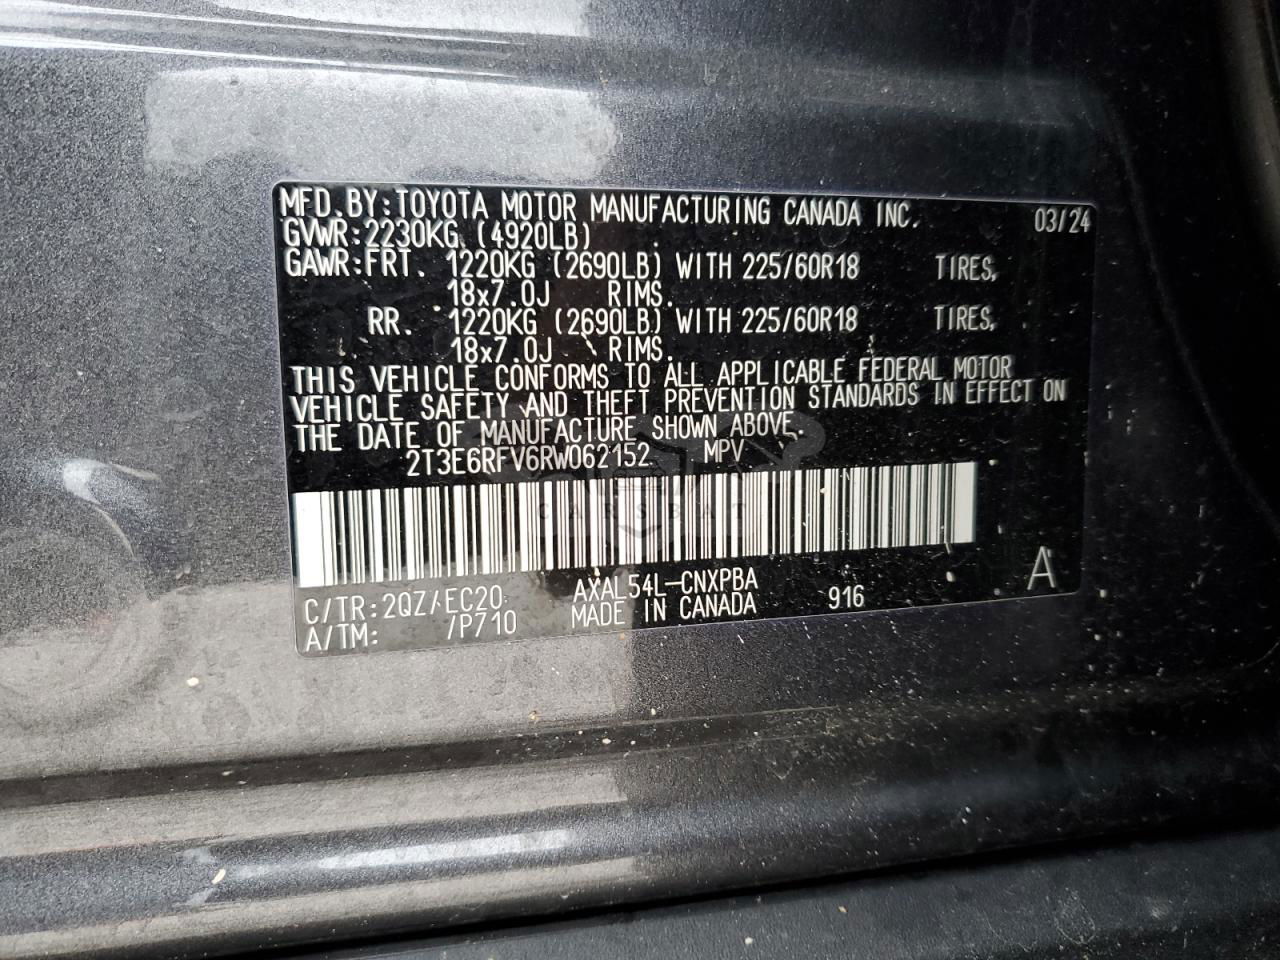 MFD.BY:TOYOTA MOTOR MANUFACTURING CANADA INC. 03/24
GVWR:2230KG (4920LB)
GAWR:FRT. 1220KG (2690LB) WITH 225/60R18 TIRES,
18x7.0J RIMS.
RR. 1220KG (2690LB) WITH 225/60R18 TIRES,
18x7.0J RIMS.
THIS VEHICLE CONFORMS TO ALL APPLICABLE FEDERAL MOTOR
VEHICLE SAFETY AND THEFT PREVENTION STANDARDS IN EFFECT ON
THE DATE OF MANUFACTURE SHOWN ABOVE.
2T3E6RFV6RW062152 MPV
CARSBAT
C/TR:2QZ/EC20 AXAL54L-CNXPBA 916 A
A/TM: /P710 MADE IN CANADA